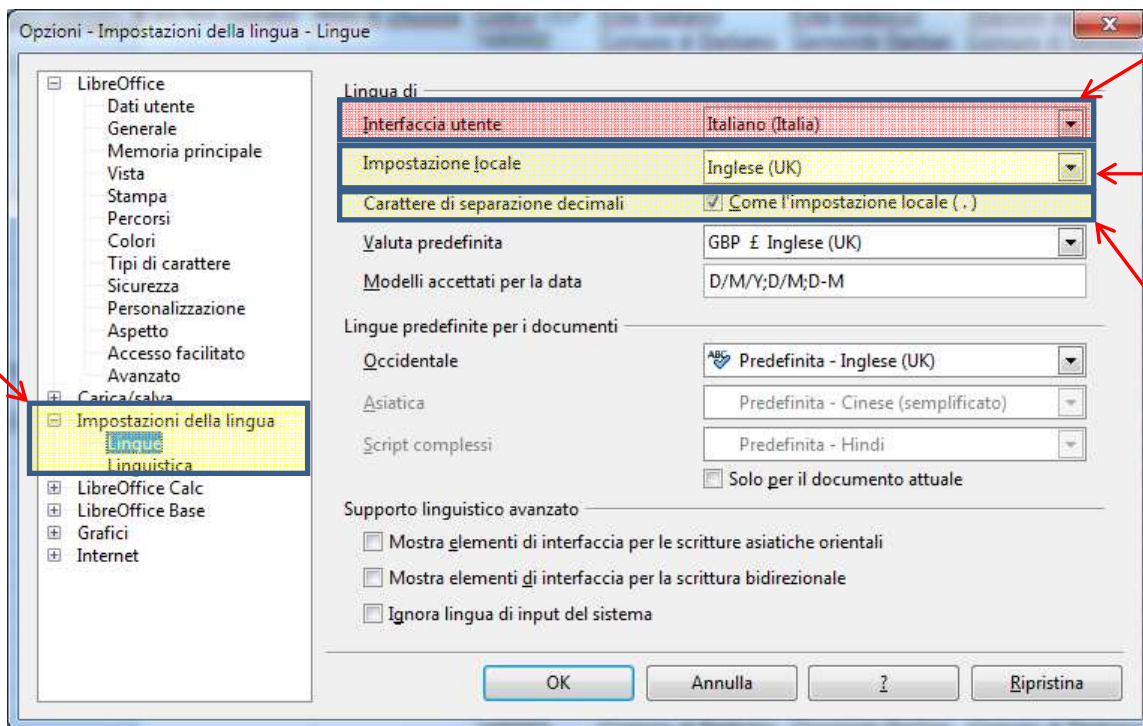 Opzioni - Impostazioni della lingua - Lingue
LibreOffice
Dati utente
Generale
Memoria principale
Vista
Stampa
Percorsi
Colori
Tipi di carattere
Sicurezza
Personalizzazione
Aspetto
Accesso facilitato
Avanzato
Carica/salva
Impostazioni della lingua
Lingue
Linguistica
LibreOffice Calc
LibreOffice Base
Grafici
Internet
Lingua di
Interfaccia utente Italiano (Italia)
Impostazione locale Inglese (UK)
Carattere di separazione decimali Come l'impostazione locale ( . )
Valuta predefinita GBP £ Inglese (UK)
Modelli accettati per la data D/M/Y;D/M;D-M
Lingue predefinite per i documenti
Occidentale Predefinita - Inglese (UK)
Asiatica Predefinita - Cinese (semplificato)
Script complessi Predefinita - Hindi
Solo per il documento attuale
Supporto linguistico avanzato
Mostra elementi di interfaccia per le scritture asiatiche orientali
Mostra elementi di interfaccia per la scrittura bidirezionale
Ignora lingua di input del sistema
OK Annulla ? Ripristina